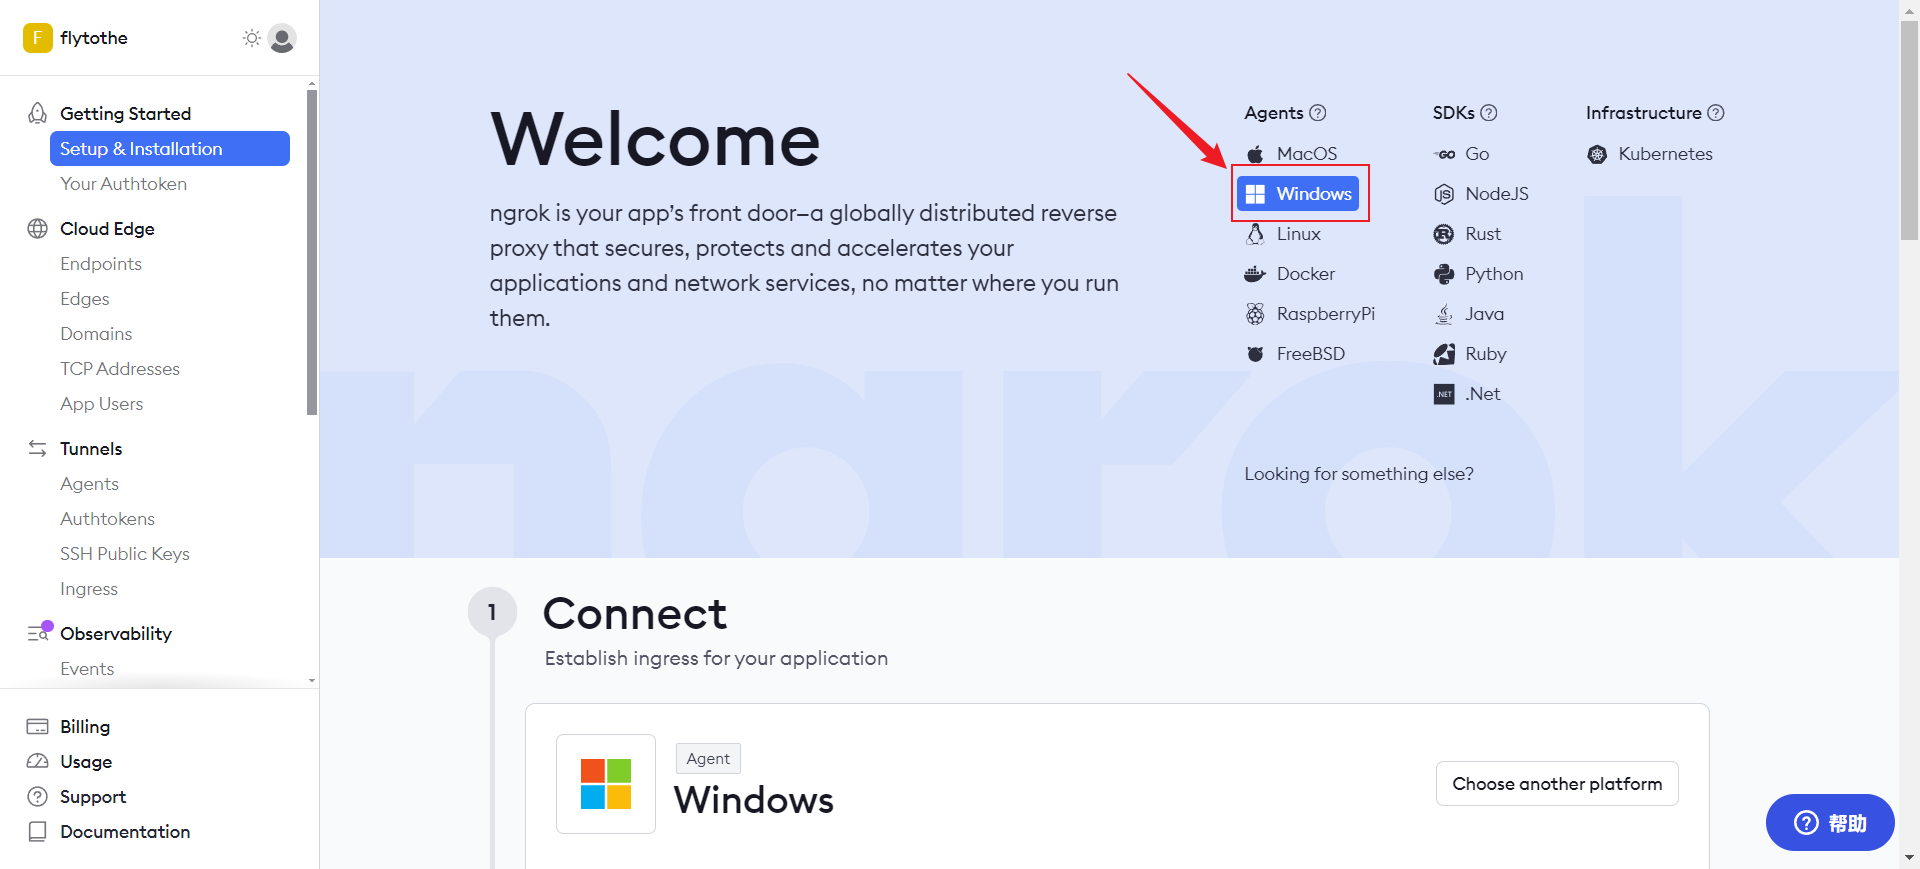 F flytothe
Getting Started
Setup & Installation
Your Authtoken
Cloud Edge
Endpoints
Edges
Domains
TCP Addresses
App Users
Tunnels
Agents
Authtokens
SSH Public Keys
Ingress
Observability
Events
Billing
Usage
Support
Documentation
Welcome
ngrok is your app’s front door—a globally distributed reverse
proxy that secures, protects and accelerates your
applications and network services, no matter where you run
them.
Agents
MacOS
Windows
Linux
Docker
RaspberryPi
FreeBSD
SDKs
GO Go
JS NodeJS
Rust
Python
Java
Ruby
.NET .Net
Infrastructure
Kubernetes
Looking for something else?
ngrok
1 Connect
Establish ingress for your application
Agent
Windows
Choose another platform
帮助